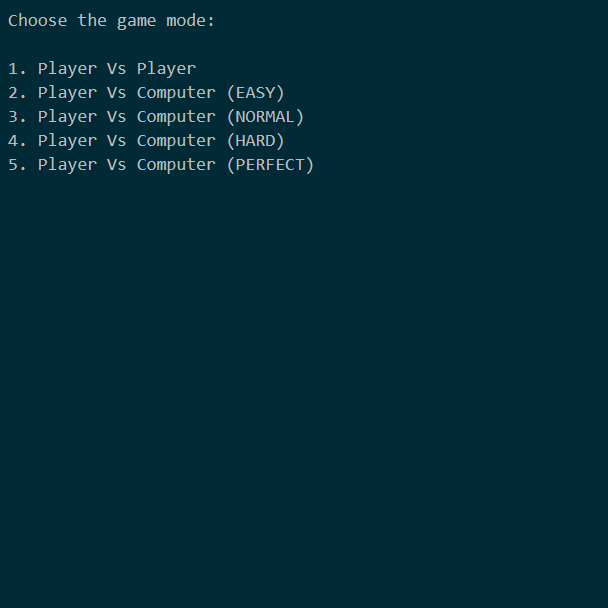 Choose the game mode:
1. Player Vs Player
2. Player Vs Computer (EASY)
3. Player Vs Computer (NORMAL)
4. Player Vs Computer (HARD)
5. Player Vs Computer (PERFECT)